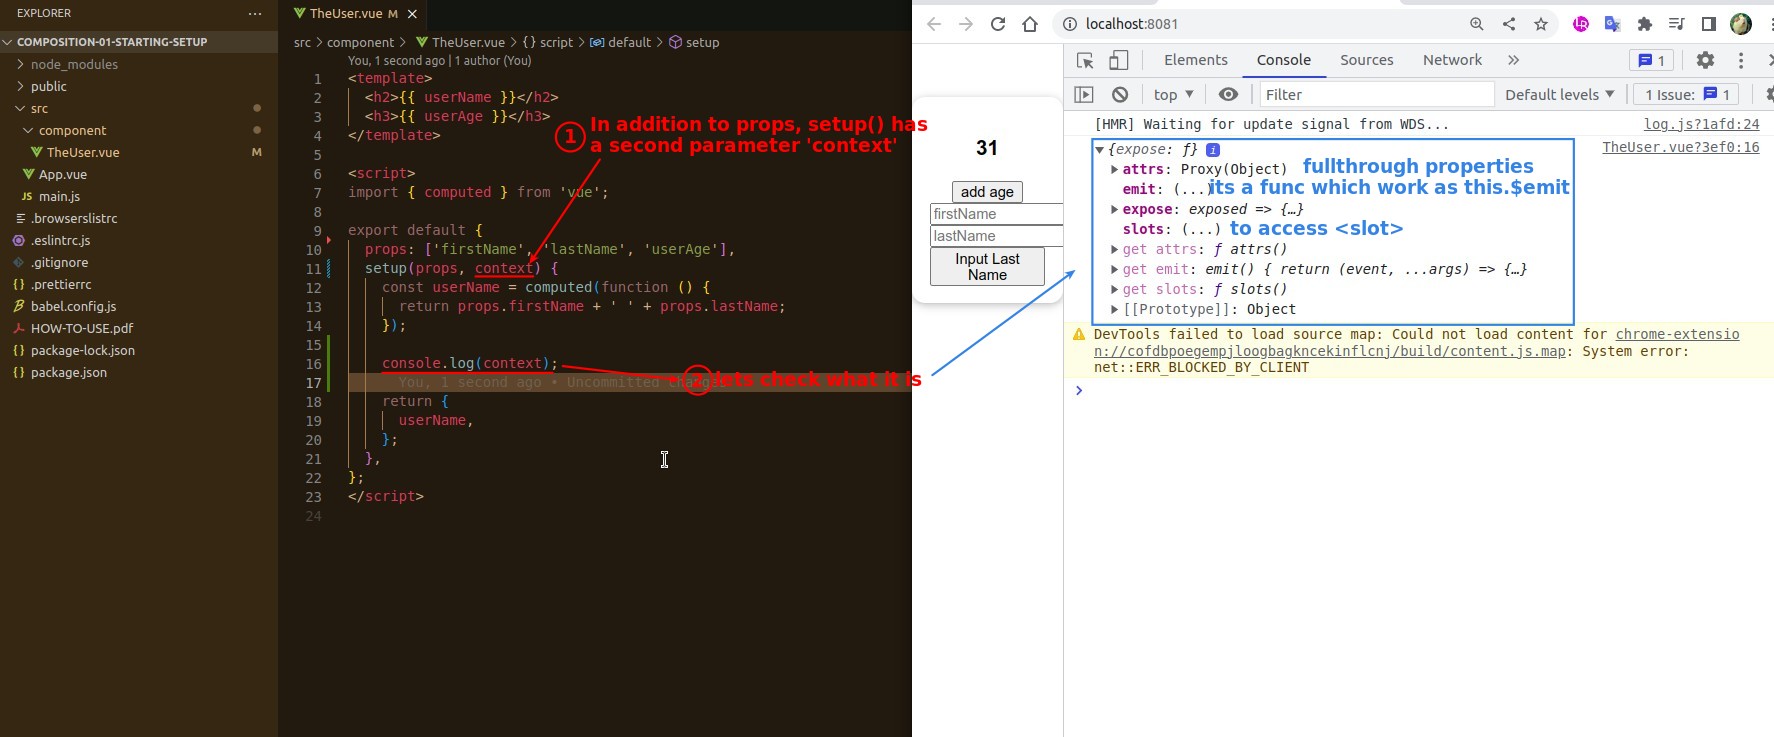 EXPLORER
COMPOSITION-01-STARTING-SETUP
node_modules
public
src
component
TheUser.vue M
App.vue
main.js
.browserslistrc
.eslintrc.js
.gitignore
.prettierrc
babel.config.js
HOW-TO-USE.pdf
package-lock.json
package.json
TheUser.vue M
src > component > TheUser.vue > {} script > default > setup
You, 1 second ago | 1 author (You)
1 <template>
2 <h2>{{ userName }}</h2>
3 <h3>{{ userAge }}</h3>
4 </template>
5
6 <script>
7 import { computed } from 'vue';
8
9 export default {
10 props: ['firstName', 'lastName', 'userAge'],
11 setup(props, context) {
12 const userName = computed(function () {
13 return props.firstName + ' ' + props.lastName;
14 });
15
16 console.log(context);
17 You, 1 second ago • Uncommitted changes
18 return {
19 userName,
20 };
21 },
22 };
23 </script>
24
1 In addition to props, setup() has
a second parameter 'context'
2 lets check what it is
localhost:8081
31
add age
firstName
lastName
Input Last
Name
Elements Console Sources Network » 1
top Filter Default levels 1 Issue: 1
[HMR] Waiting for update signal from WDS... log.js?1afd:24
{expose: ƒ} i TheUser.vue?3ef0:16
attrs: Proxy(Object) fullthrough properties
emit: (...) its a func which work as this.$emit
expose: exposed => {…}
slots: (...) to access <slot>
get attrs: ƒ attrs()
get emit: emit() { return (event, ...args) => {…}
get slots: ƒ slots()
[[Prototype]]: Object
DevTools failed to load source map: Could not load content for chrome-extensio
n://cofdbpoegempjloogbagkncekinflcnj/build/content.js.map: System error:
net::ERR_BLOCKED_BY_CLIENT